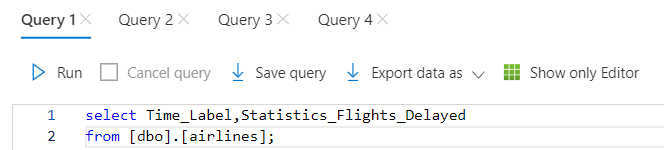 Query 1 Query 2 Query 3 Query 4
Run Cancel query Save query Export data as Show only Editor
1 select Time_Label,Statistics_Flights_Delayed
2 from [dbo].[airlines];